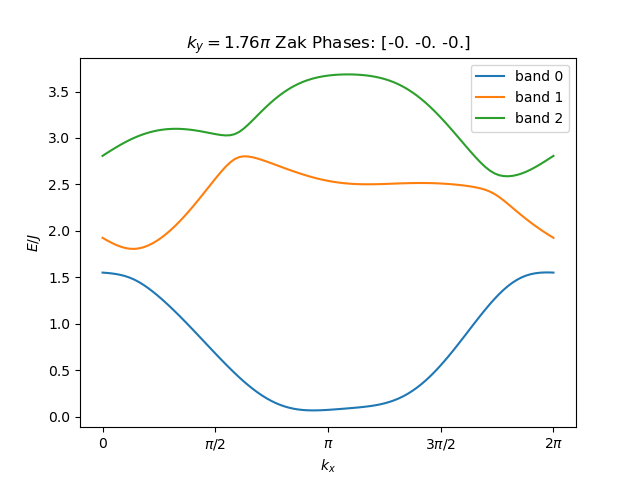 k_y = 1.76π Zak Phases: [-0. -0. -0.]
band 0
band 1
band 2
E/J
3.5
3.0
2.5
2.0
1.5
1.0
0.5
0.0
0 π/2 π 3π/2 2π
k_x